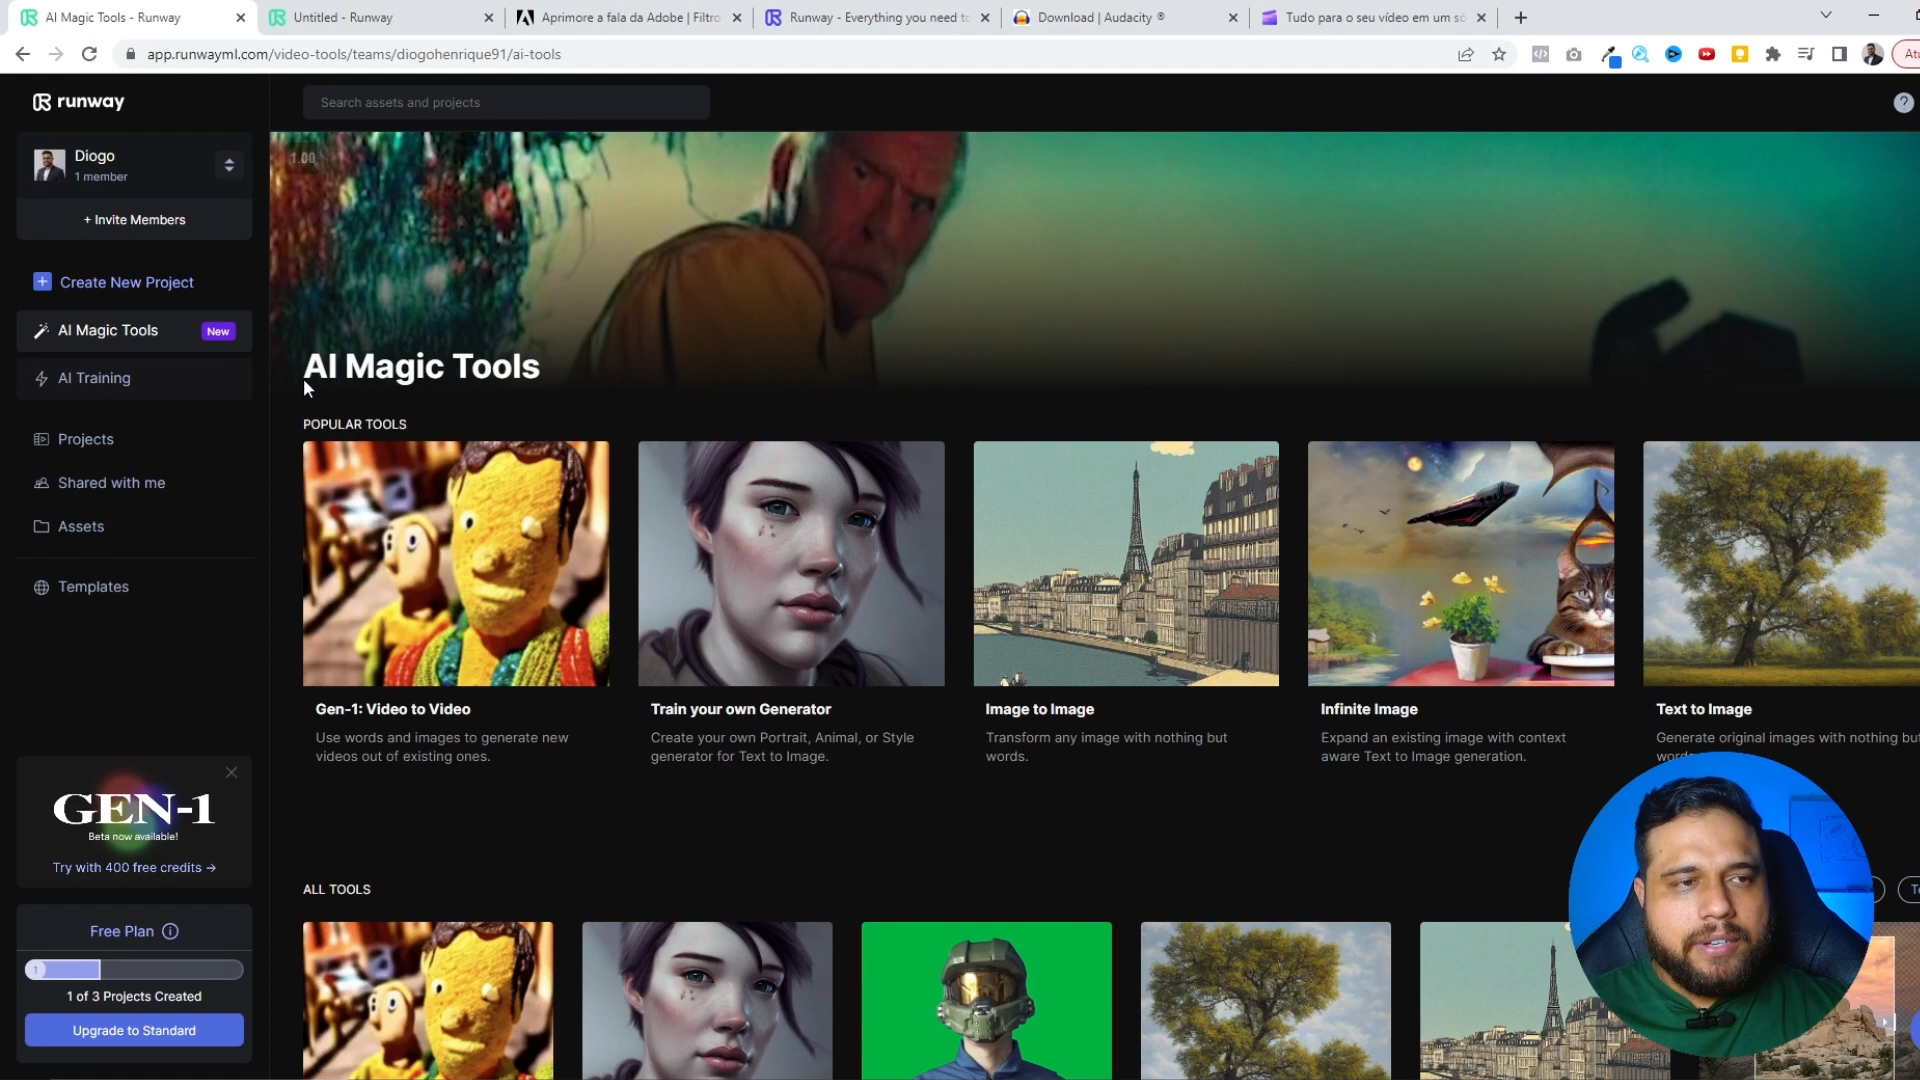 AI Magic Tools - Runway
Untitled - Runway
Aprimore a fala da Adobe | Filtro
Runway - Everything you need to
Download | Audacity ®
Tudo para o seu vídeo em um só
app.runwayml.com/video-tools/teams/diogohenrique91/ai-tools
runway
Search assets and projects
Diogo
1 member
+ Invite Members
Create New Project
AI Magic Tools
New
AI Training
Projects
Shared with me
Assets
Templates
GEN-1
Beta now available!
Try with 400 free credits →
Free Plan
1
1 of 3 Projects Created
Upgrade to Standard
1.00
AI Magic Tools
POPULAR TOOLS
Gen-1: Video to Video
Use words and images to generate new
videos out of existing ones.
Train your own Generator
Create your own Portrait, Animal, or Style
generator for Text to Image.
Image to Image
Transform any image with nothing but
words.
Infinite Image
Expand an existing image with context
aware Text to Image generation.
Text to Image
Generate original images with nothing but
ALL TOOLS